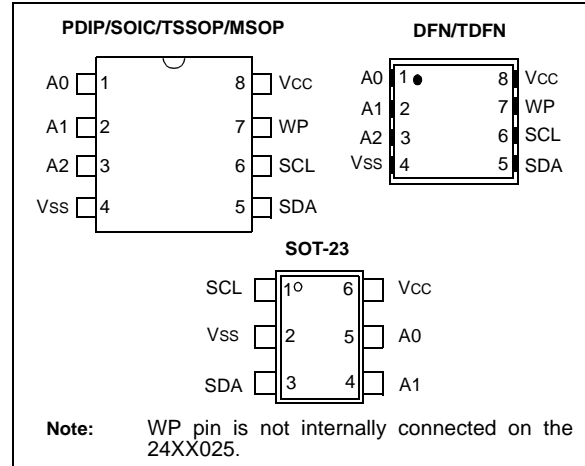 PDIP/SOIC/TSSOP/MSOP DFN/TDFN
A0 1 8 VCC A0 1 8 VCC
A1 2 7 WP A1 2 7 WP
A2 3 6 SCL A2 3 6 SCL
VSS 4 5 SDA VSS 4 5 SDA
SOT-23
SCL 1 6 VCC
VSS 2 5 A0
SDA 3 4 A1
Note: WP pin is not internally connected on the
24XX025.